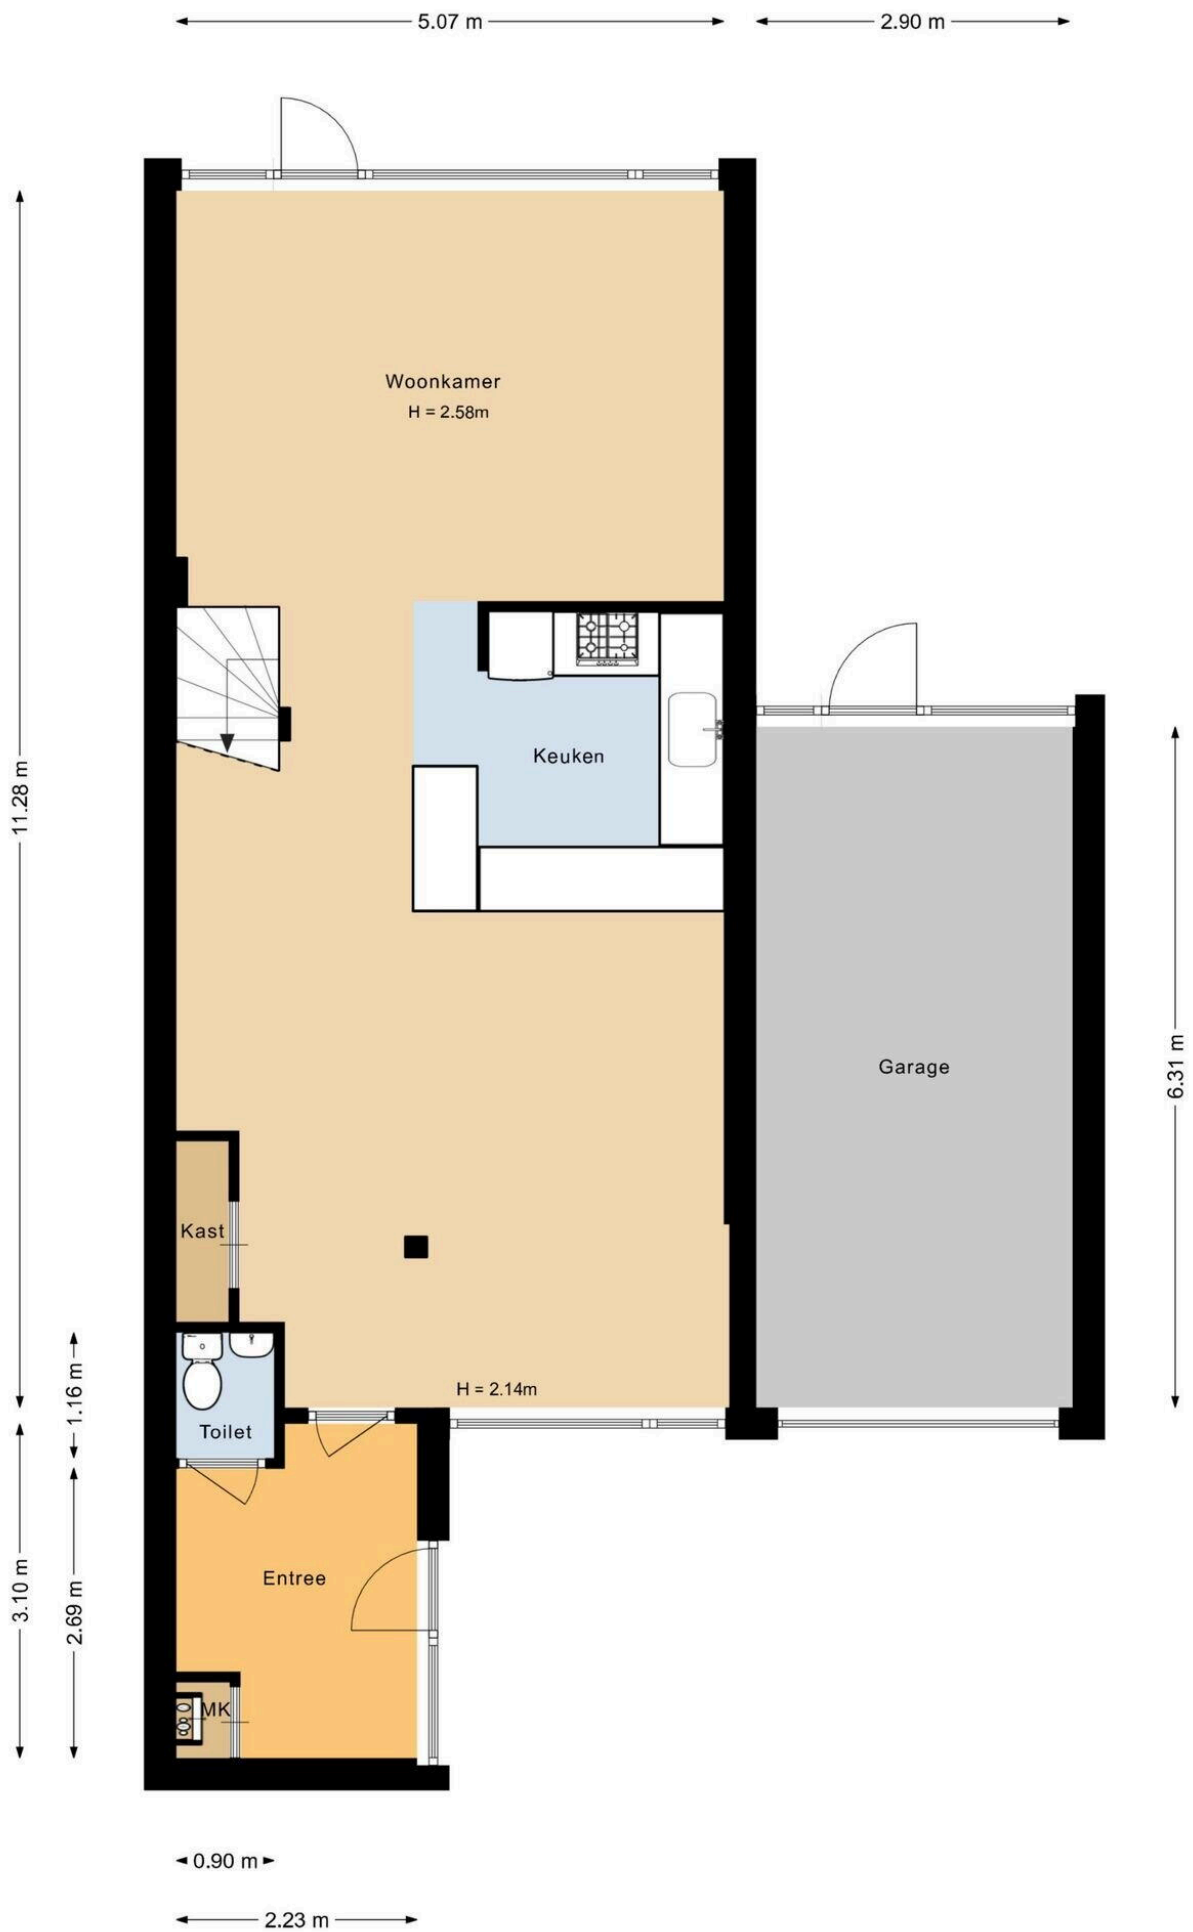 5.07 m
2.90 m
Woonkamer
H = 2.58m
Keuken
11.28 m
6.31 m
Garage
Kast
1.16 m
H = 2.14m
Toilet
Entree
3.10 m
2.69 m
MK
0.90 m
2.23 m